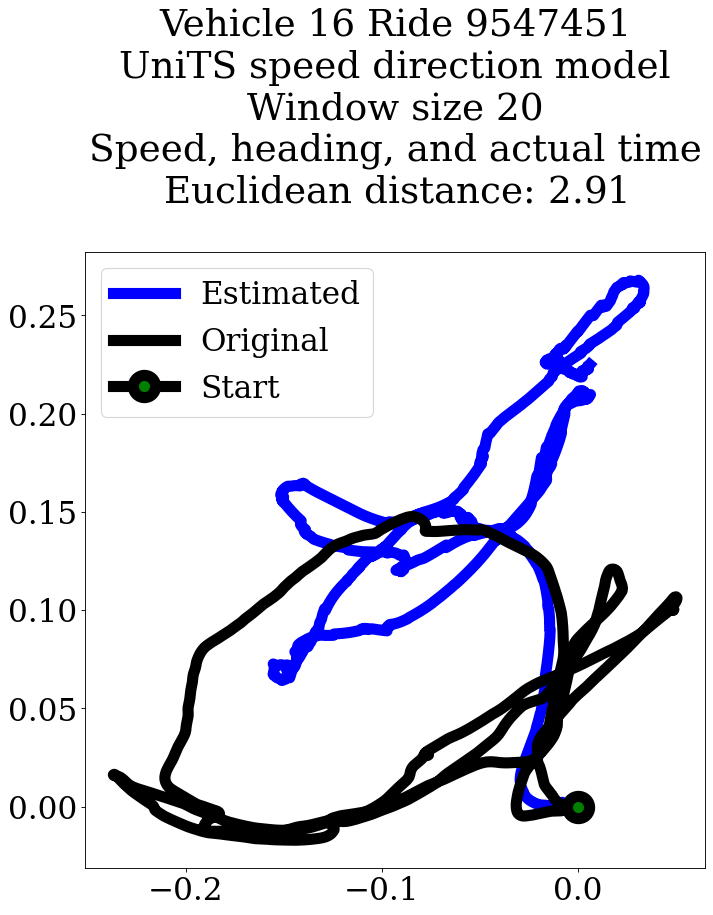 Vehicle 16 Ride 9547451
UniTS speed direction model
Window size 20
Speed, heading, and actual time
Euclidean distance: 2.91
Estimated
Original
Start
0.25
0.20
0.15
0.10
0.05
0.00
−0.2
−0.1
0.0